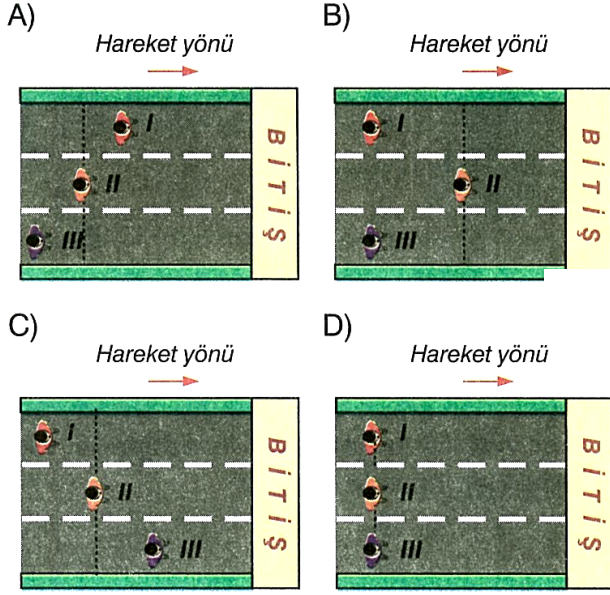 A)
Hareket yönü
I
II
III
BİTİŞ
B)
Hareket yönü
I
II
III
BİTİŞ
C)
Hareket yönü
i
II
III
BİTİŞ
D)
Hareket yönü
I
II
III
BİTİŞ